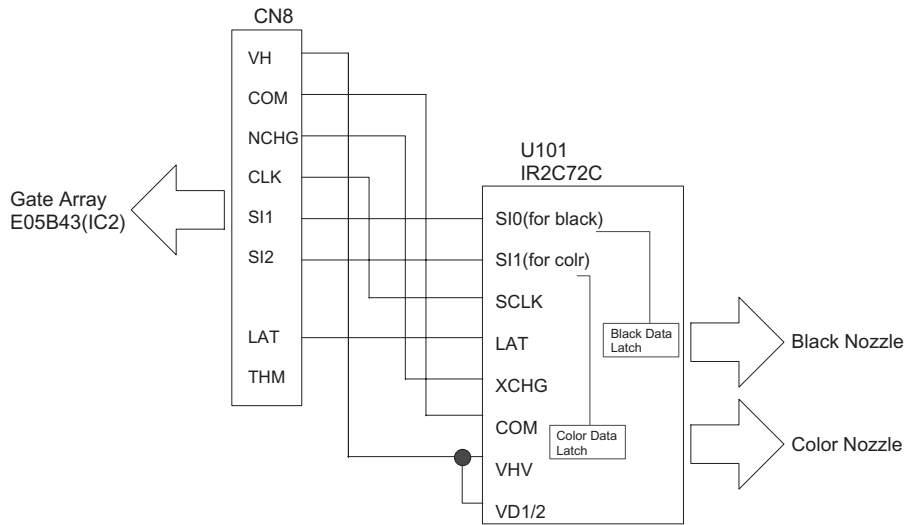 CN8
VH
COM
NCHG
CLK
SI1
SI2
LAT
THM
Gate Array
E05B43(IC2)
U101
IR2C72C
SI0(for black)
SI1(for colr)
SCLK
LAT
XCHG
COM
VHV
VD1/2
Black Data
Latch
Color Data
Latch
Black Nozzle
Color Nozzle